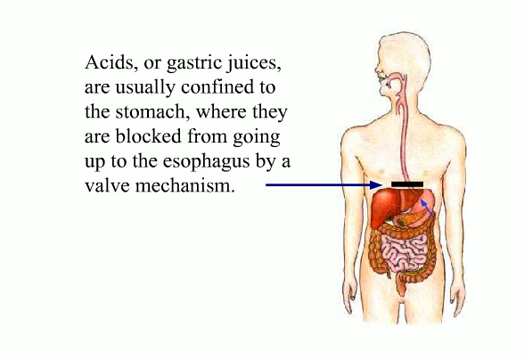 Acids, or gastric juices,
are usually confined to
the stomach, where they
are blocked from going
up to the esophagus by a
valve mechanism.